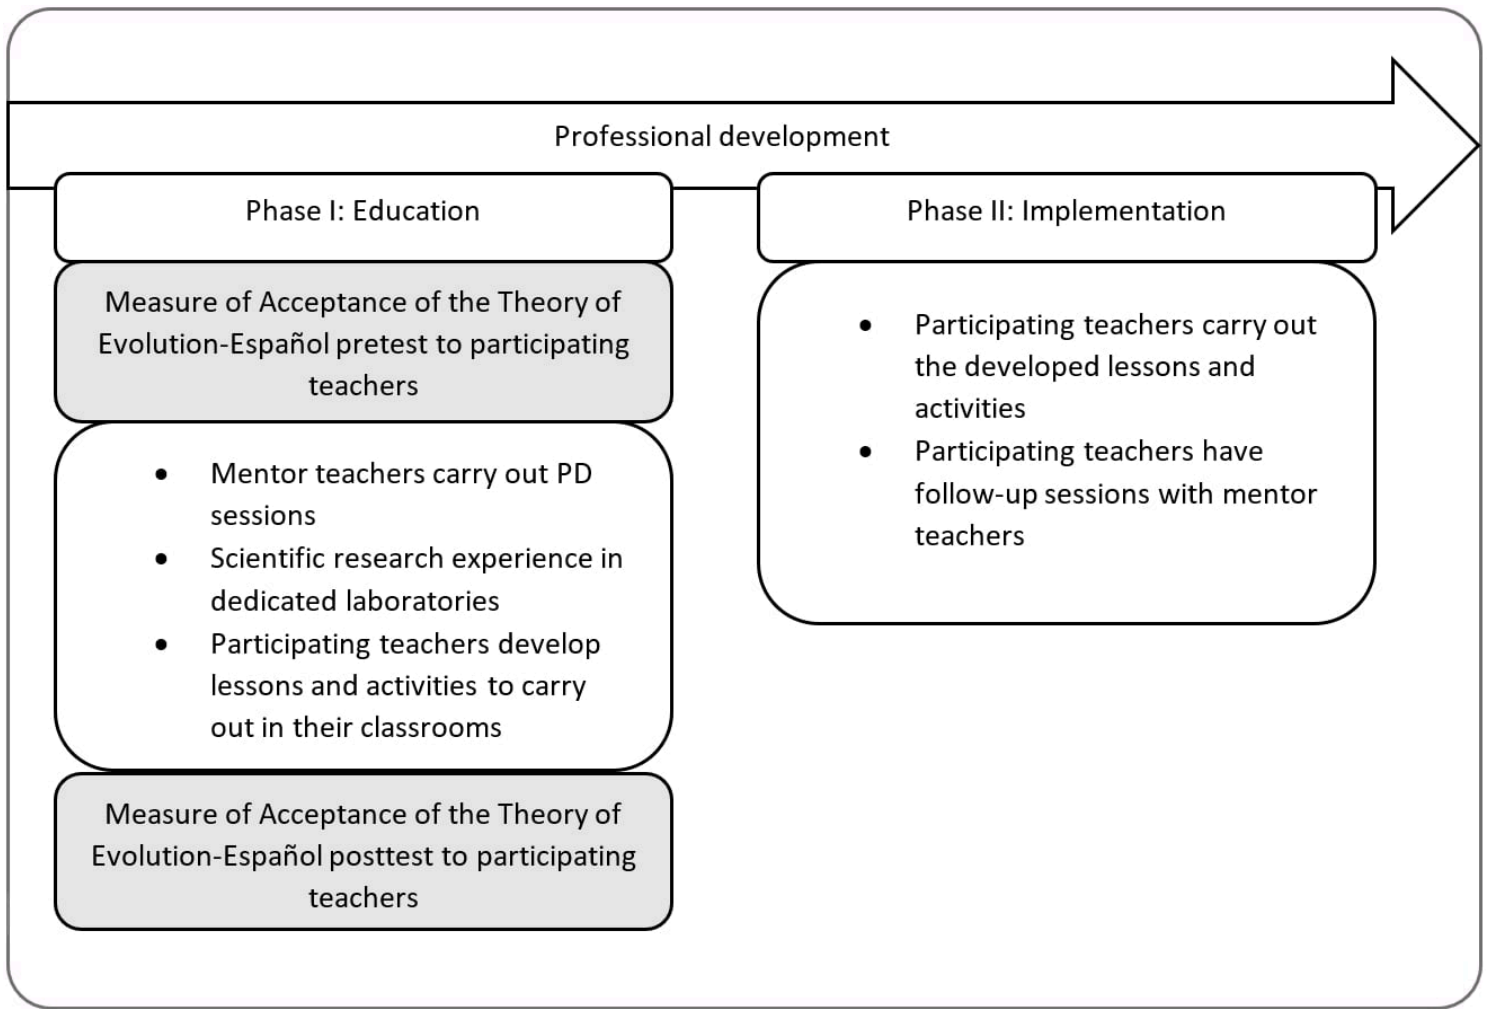 Professional development
Phase I: Education
Measure of Acceptance of the Theory of
Evolution-Español pretest to participating
teachers
• Mentor teachers carry out PD
sessions
• Scientific research experience in
dedicated laboratories
• Participating teachers develop
lessons and activities to carry
out in their classrooms
Measure of Acceptance of the Theory of
Evolution-Español posttest to participating
teachers
Phase II: Implementation
• Participating teachers carry out
the developed lessons and
activities
• Participating teachers have
follow-up sessions with mentor
teachers